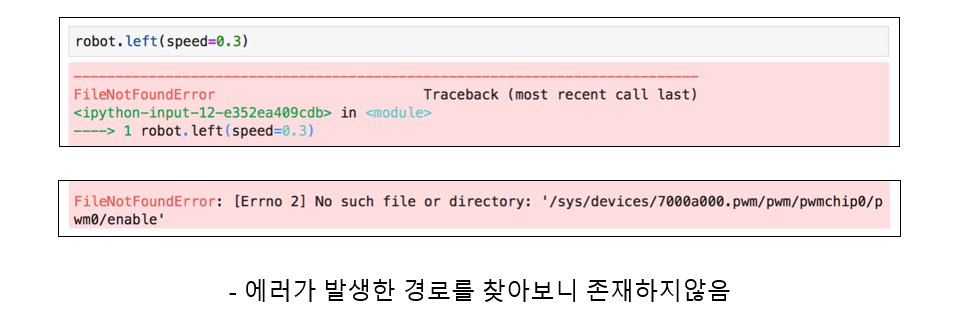 robot.left(speed=0.3)
---------------------------------------------------------------------------
FileNotFoundError                         Traceback (most recent call last)
<ipython-input-12-e352ea409cdb> in <module>
----> 1 robot.left(speed=0.3)
FileNotFoundError: [Errno 2] No such file or directory: '/sys/devices/7000a000.pwm/pwm/pwmchip0/p
wm0/enable'
- 에러가 발생한 경로를 찾아보니 존재하지않음